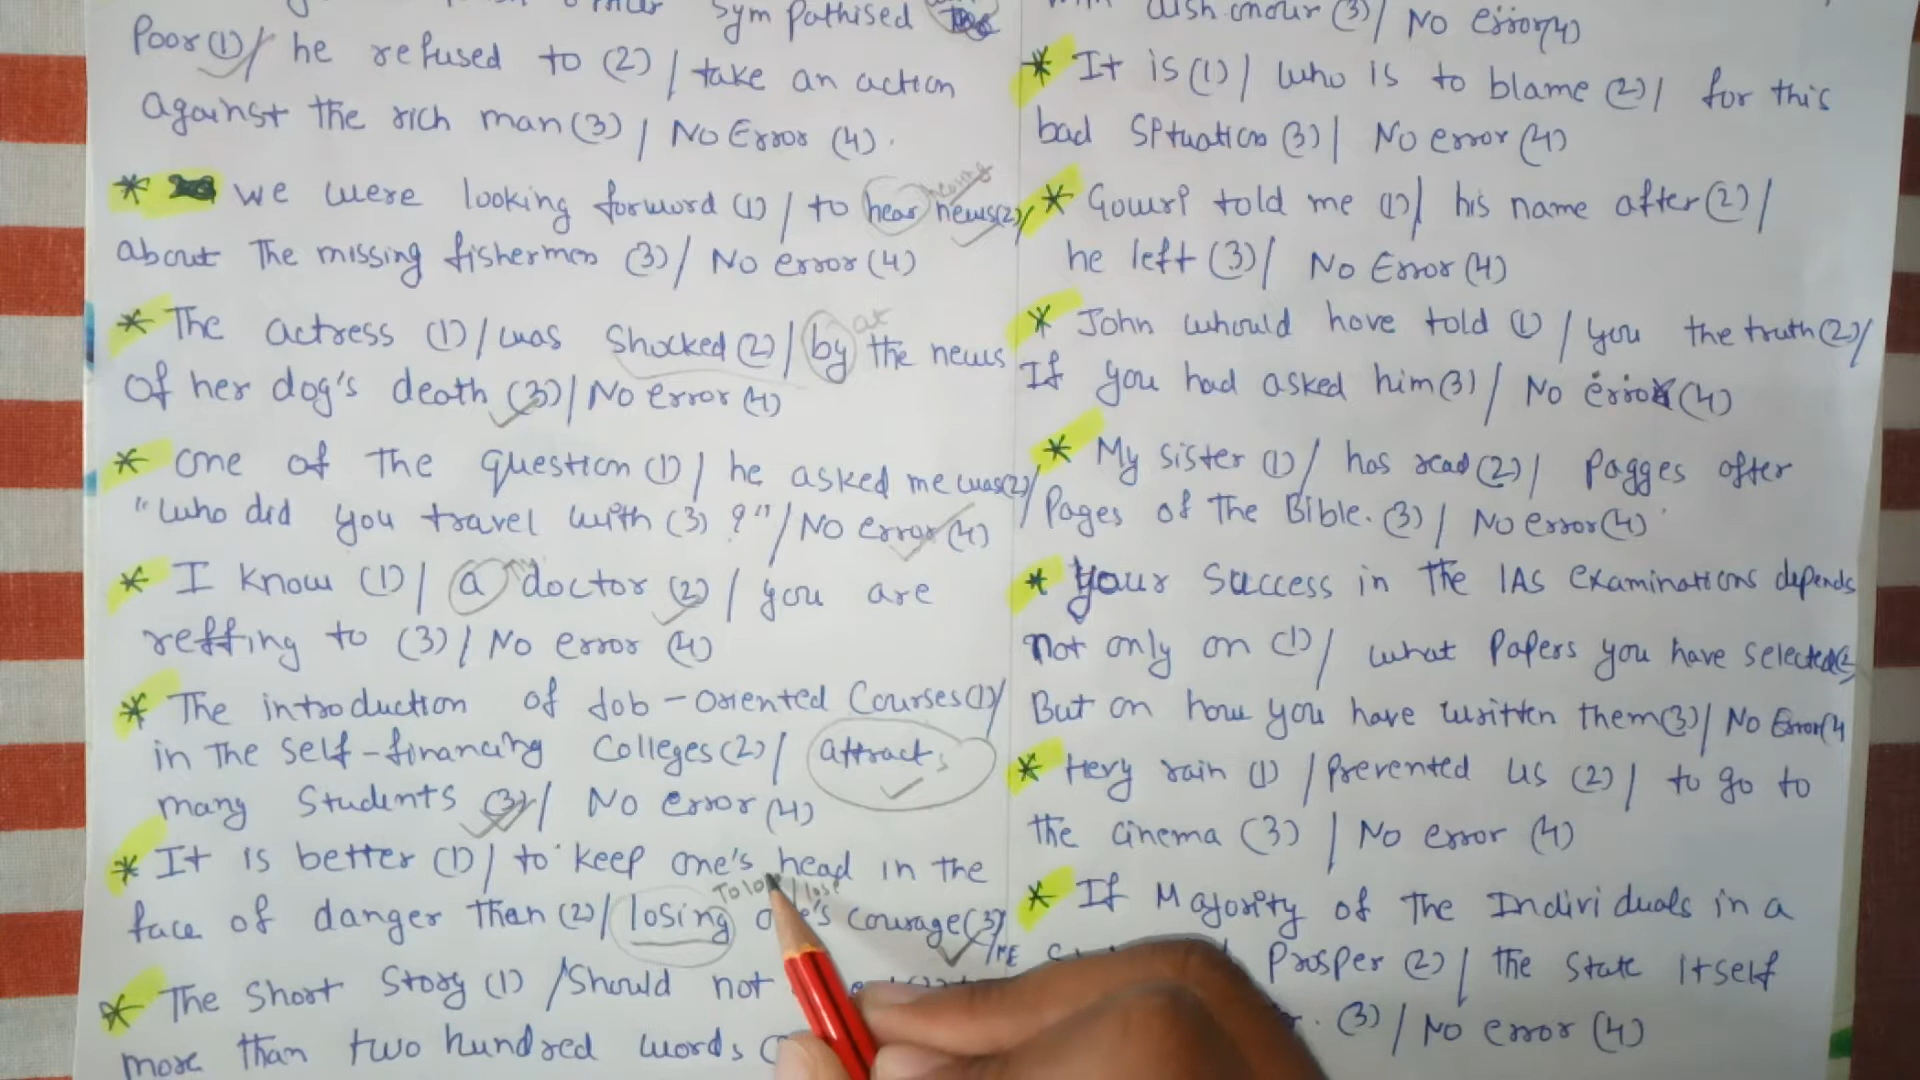 sympathised
Poor (1) / he refused to (2) / take an action
against the rich man (3) / No Error (4).
* we were looking forword (1) / to hear news (2) /
hearing
about The missing fishermen (3) / No error (4)
* The actress (1) / was shocked (2) / by the news
at
of her dog's death (3) / No error (4)
* One of the question (1) / he asked me was (2) /
"who did you travel with (3) ?" / No error (4)
* I know (1) / a doctor (2) / you are
reffing to (3) / No error (4)
* The introduction of Job-oriented Courses (1) /
in The self-financing Colleges (2) / attracts
many Students (3) / No error (4)
* It is better (1) / to keep one's head in the
face of danger Than (2) / losing one's courage (3) / NE
lose
* The Short Story (1) / Should not
more than two hundred words
dishonour (3) / No error (4)
* It is (1) / who is to blame (2) / for this
bad Situation (3) / No error (4)
* Gowri told me (1) / his name after (2) /
he left (3) / No Error (4)
* John whould have told (1) / you the truth (2) /
If you had asked him (3) / No error (4)
* My sister (1) / has read (2) / Pagges after
Pages of The Bible. (3) / No error (4)
* Your Success in The IAS examinations depends
not only on (1) / what Papers you have selected (2)
But on how you have written them (3) / No Error (4
* Hevy rain (1) / prevented us (2) / to go to
the cinema (3) / No error (4)
* If Majority of the Individuals in a
Prosper (2) / the State itself
(3) / No error (4)